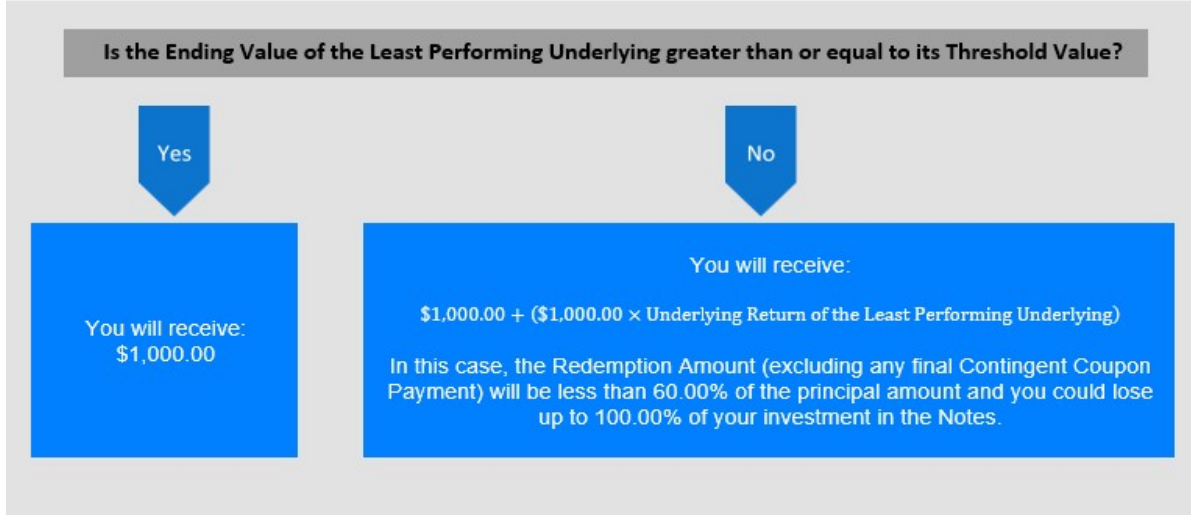 Is the Ending Value of the Least Performing Underlying greater than or equal to its Threshold Value?
Yes
No
You will receive:
$1,000.00
You will receive:
$1,000.00 + ($1,000.00 × Underlying Return of the Least Performing Underlying)
In this case, the Redemption Amount (excluding any final Contingent Coupon
Payment) will be less than 60.00% of the principal amount and you could lose
up to 100.00% of your investment in the Notes.